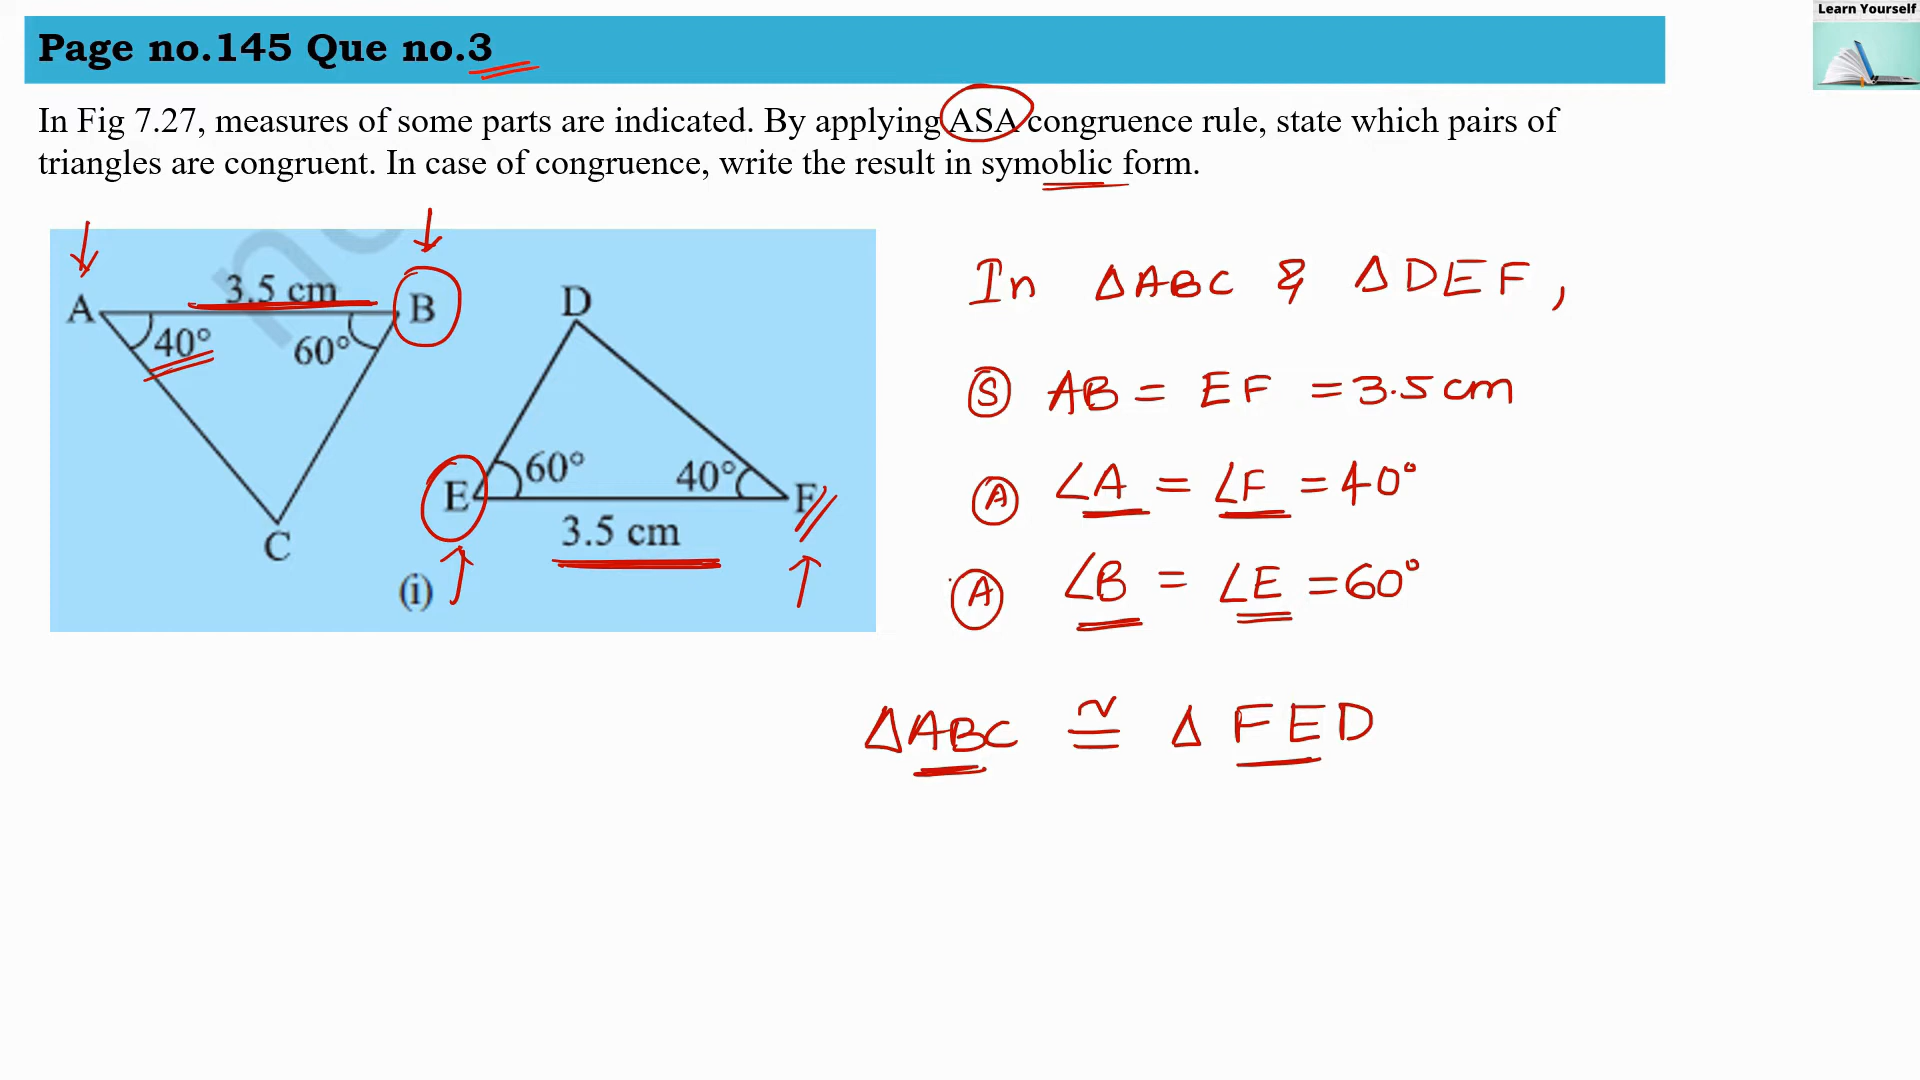 Learn Yourself
Page no.145 Que no.3
In Fig 7.27, measures of some parts are indicated. By applying ASA congruence rule, state which pairs of
triangles are congruent. In case of congruence, write the result in symoblic form.
A 3.5 cm B
40° 60°
C
D
E 60° 40° F
3.5 cm
(i)
In ΔABC & ΔDEF,
Ⓢ AB = EF = 3.5 cm
Ⓐ ∠A = ∠F = 40°
Ⓐ ∠B = ∠E = 60°
ΔABC ≅ Δ FED